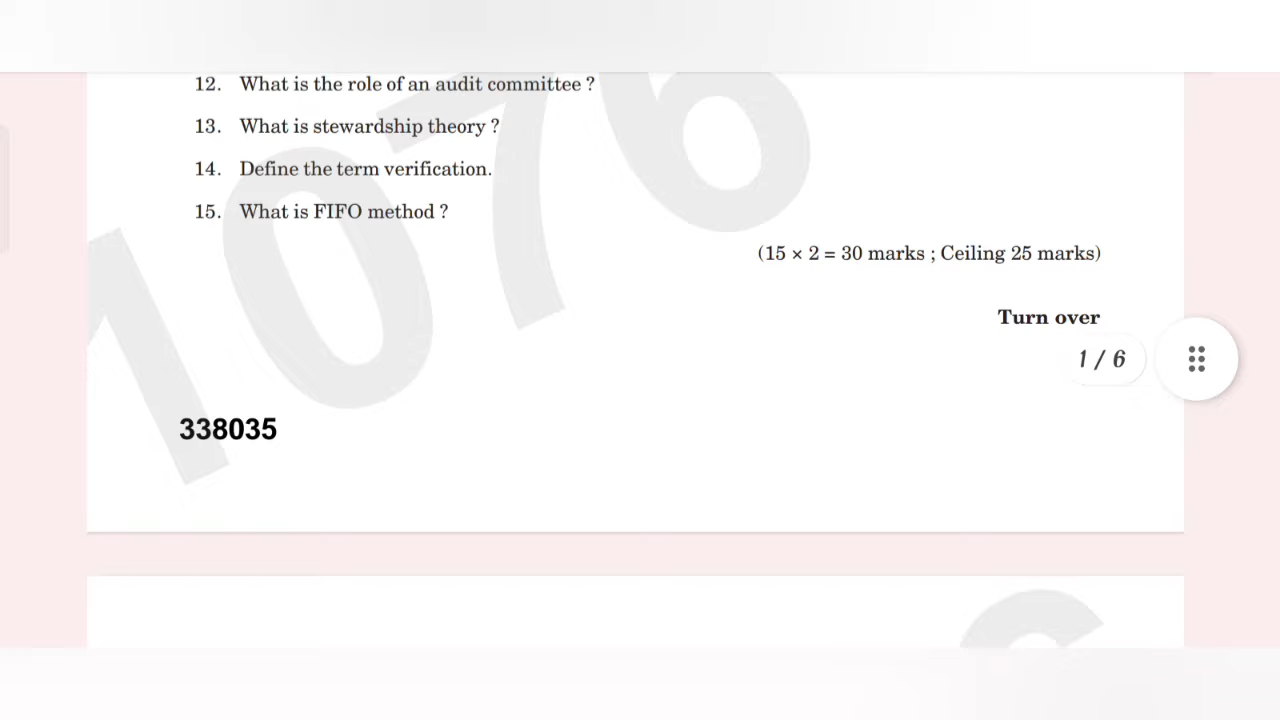 12. What is the role of an audit committee ?
13. What is stewardship theory ?
14. Define the term verification.
15. What is FIFO method ?
(15 × 2 = 30 marks ; Ceiling 25 marks)
Turn over
1 / 6
338035
1076